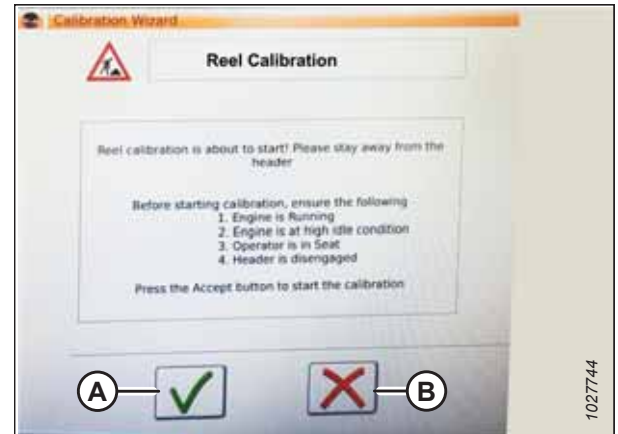 Calibration Wizard
Reel Calibration
Reel calibration is about to start! Please stay away from the
header
Before starting calibration, ensure the following
1. Engine is Running
2. Engine is at high idle condition
3. Operator is in Seat
4. Header is disengaged
Press the Accept button to start the calibration
A
B
1027744